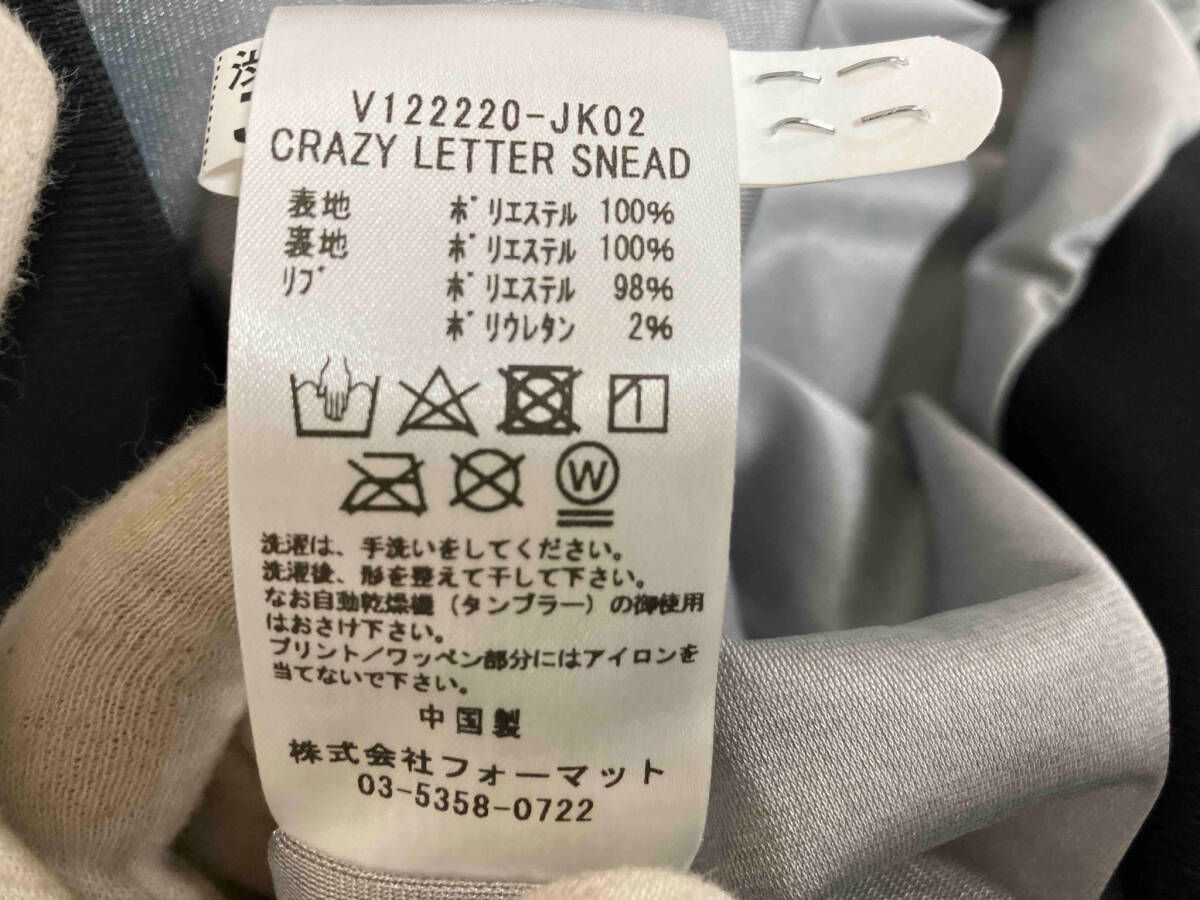 渋
V122220-JK02
CRAZY LETTER SNEAD
表地 ポリエステル 100%
裏地 ポリエステル 100%
リブ ポリエステル 98%
ポリウレタン 2%
W
洗濯は、手洗いをしてください。
洗濯後、形を整えて干して下さい。
なお自動乾燥機（タンブラー）の御使用
はおさけ下さい。
プリント／ワッペン部分にはアイロンを
当てないで下さい。
中国製
株式会社フォーマット
03-5358-0722